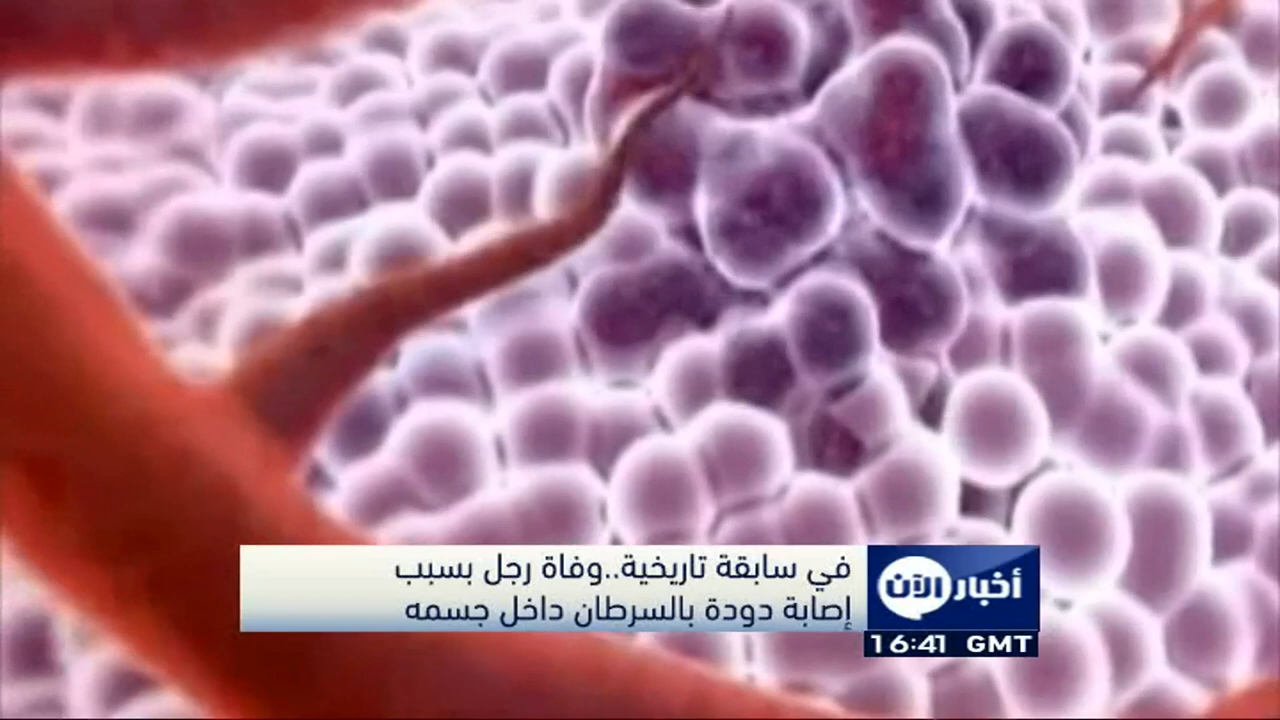 في سابقة تاريخية..وفاة رجل بسبب
إصابة دودة بالسرطان داخل جسمه
أخبار الآن
16:41 GMT